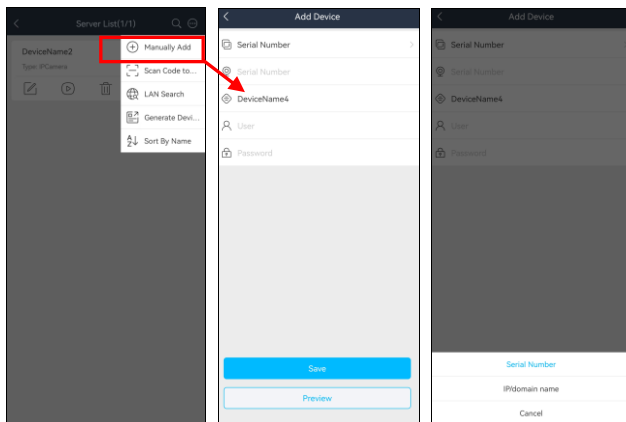 Server List(1/1)
DeviceName2
Type: IPCamera
Manually Add
Scan Code to...
LAN Search
Generate Devi...
Sort By Name
Add Device
Serial Number
Serial Number
DeviceName4
User
Password
Save
Preview
Add Device
Serial Number
Serial Number
DeviceName4
User
Password
Serial Number
IP/domain name
Cancel